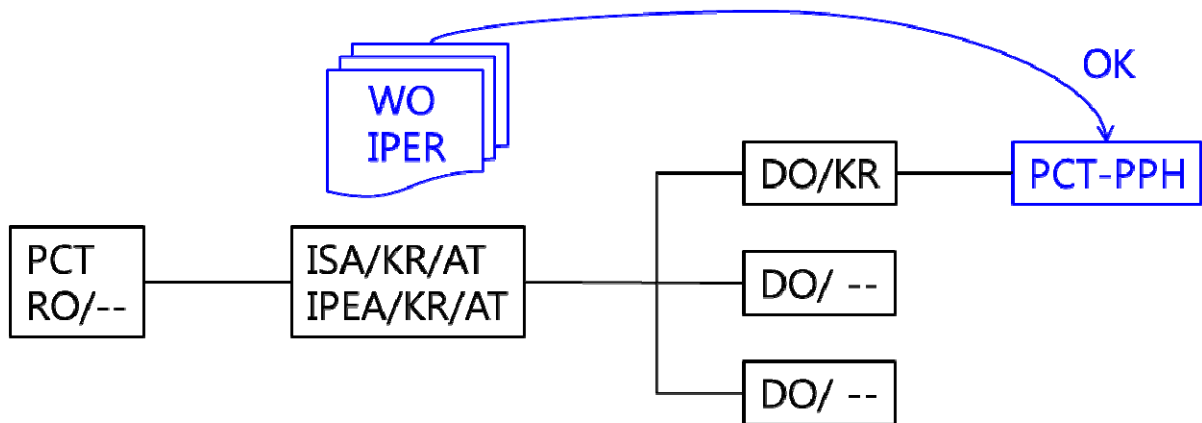 OK
WO
IPER
DO/KR
PCT-PPH
PCT
RO/--
ISA/KR/AT
IPEA/KR/AT
DO/ --
DO/ --